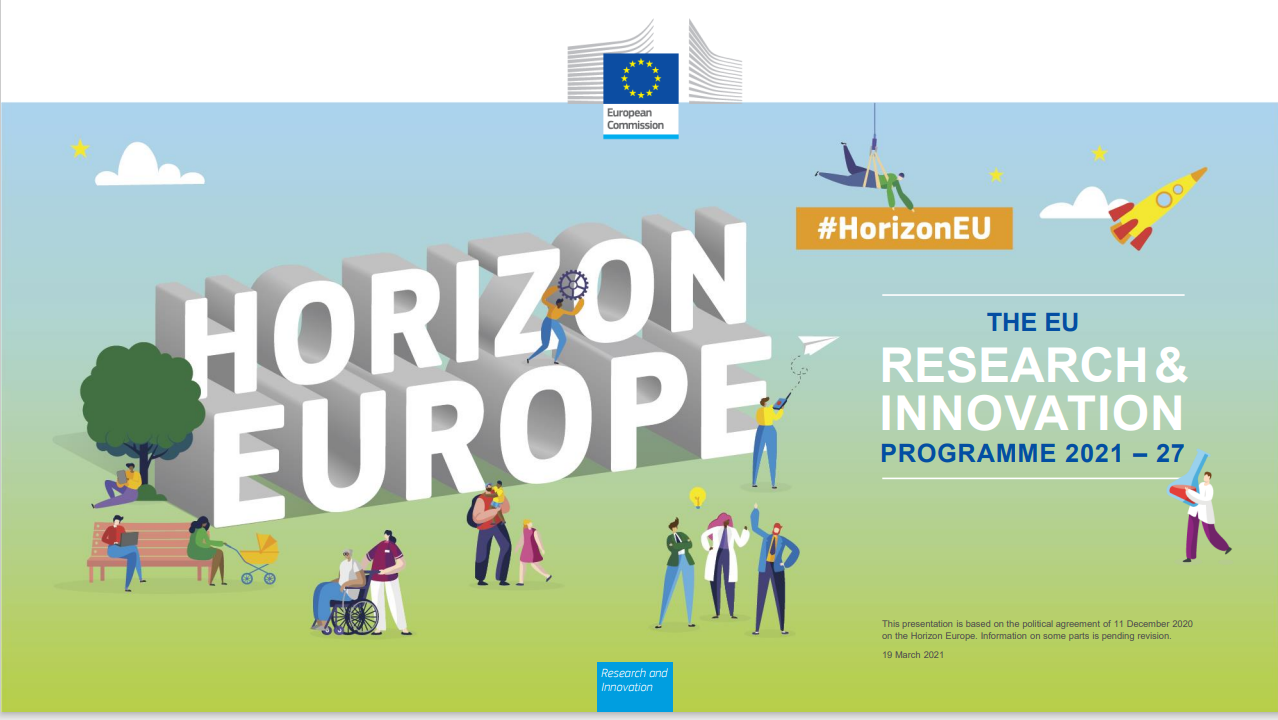 European
Commission
#HorizonEU
HORIZON
EUROPE
THE EU
RESEARCH &
INNOVATION
PROGRAMME 2021 – 27
This presentation is based on the political agreement of 11 December 2020
on the Horizon Europe. Information on some parts is pending revision.
19 March 2021
Research and
Innovation